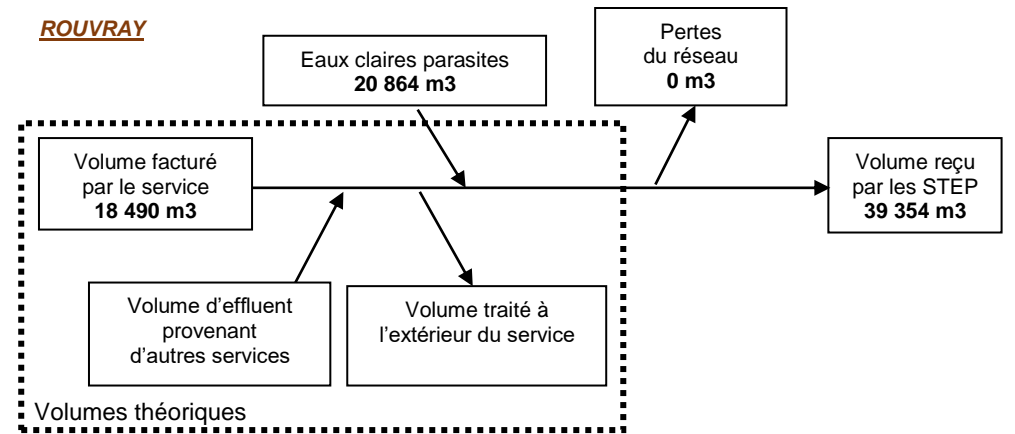 ROUVRAY
Eaux claires parasites
20 864 m3
Pertes
du réseau
0 m3
Volume facturé
par le service
18 490 m3
Volume reçu
par les STEP
39 354 m3
Volume d'effluent
provenant
d'autres services
Volume traité à
l'extérieur du service
Volumes théoriques